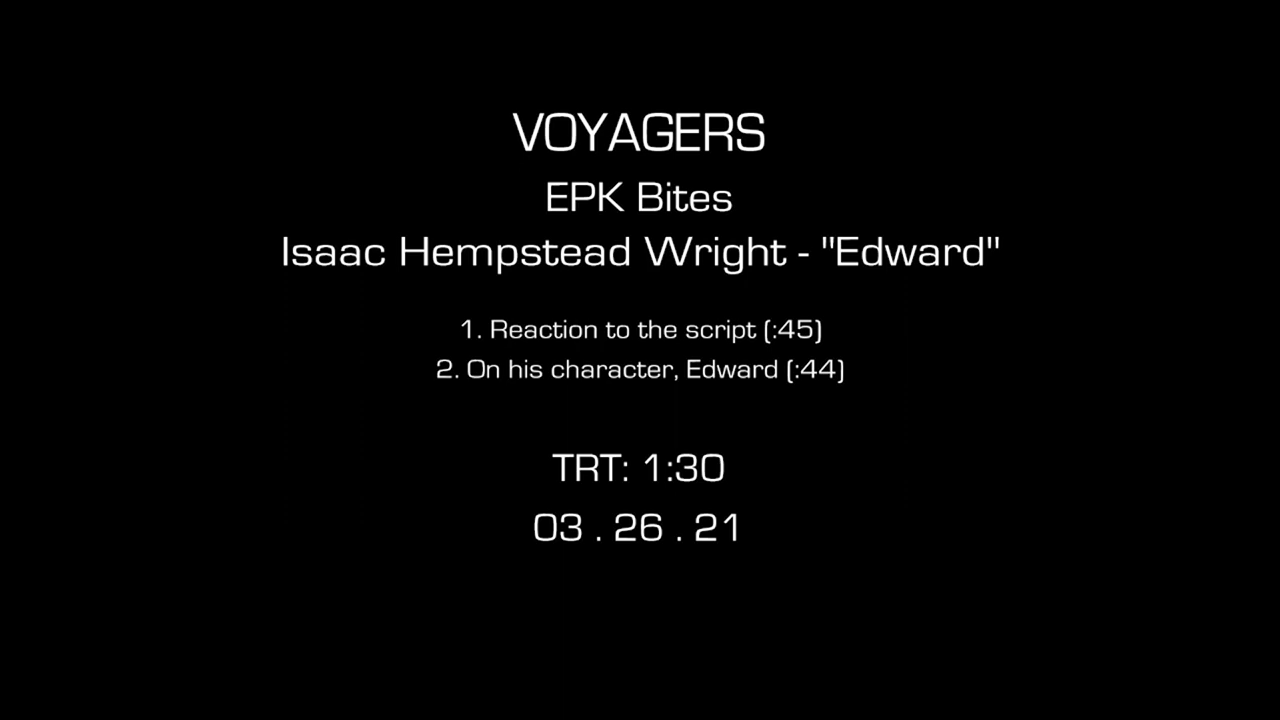 VOYAGERS
EPK Bites
Isaac Hempstead Wright - "Edward"
1. Reaction to the script (:45)
2. On his character, Edward (:44)
TRT: 1:30
03 . 26 . 21